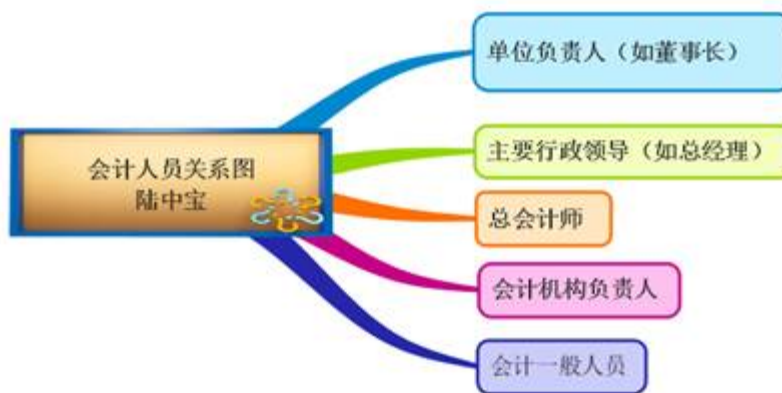 单位负责人（如董事长）
会计人员关系图
陆中宝
主要行政领导（如总经理）
总会计师
会计机构负责人
会计一般人员